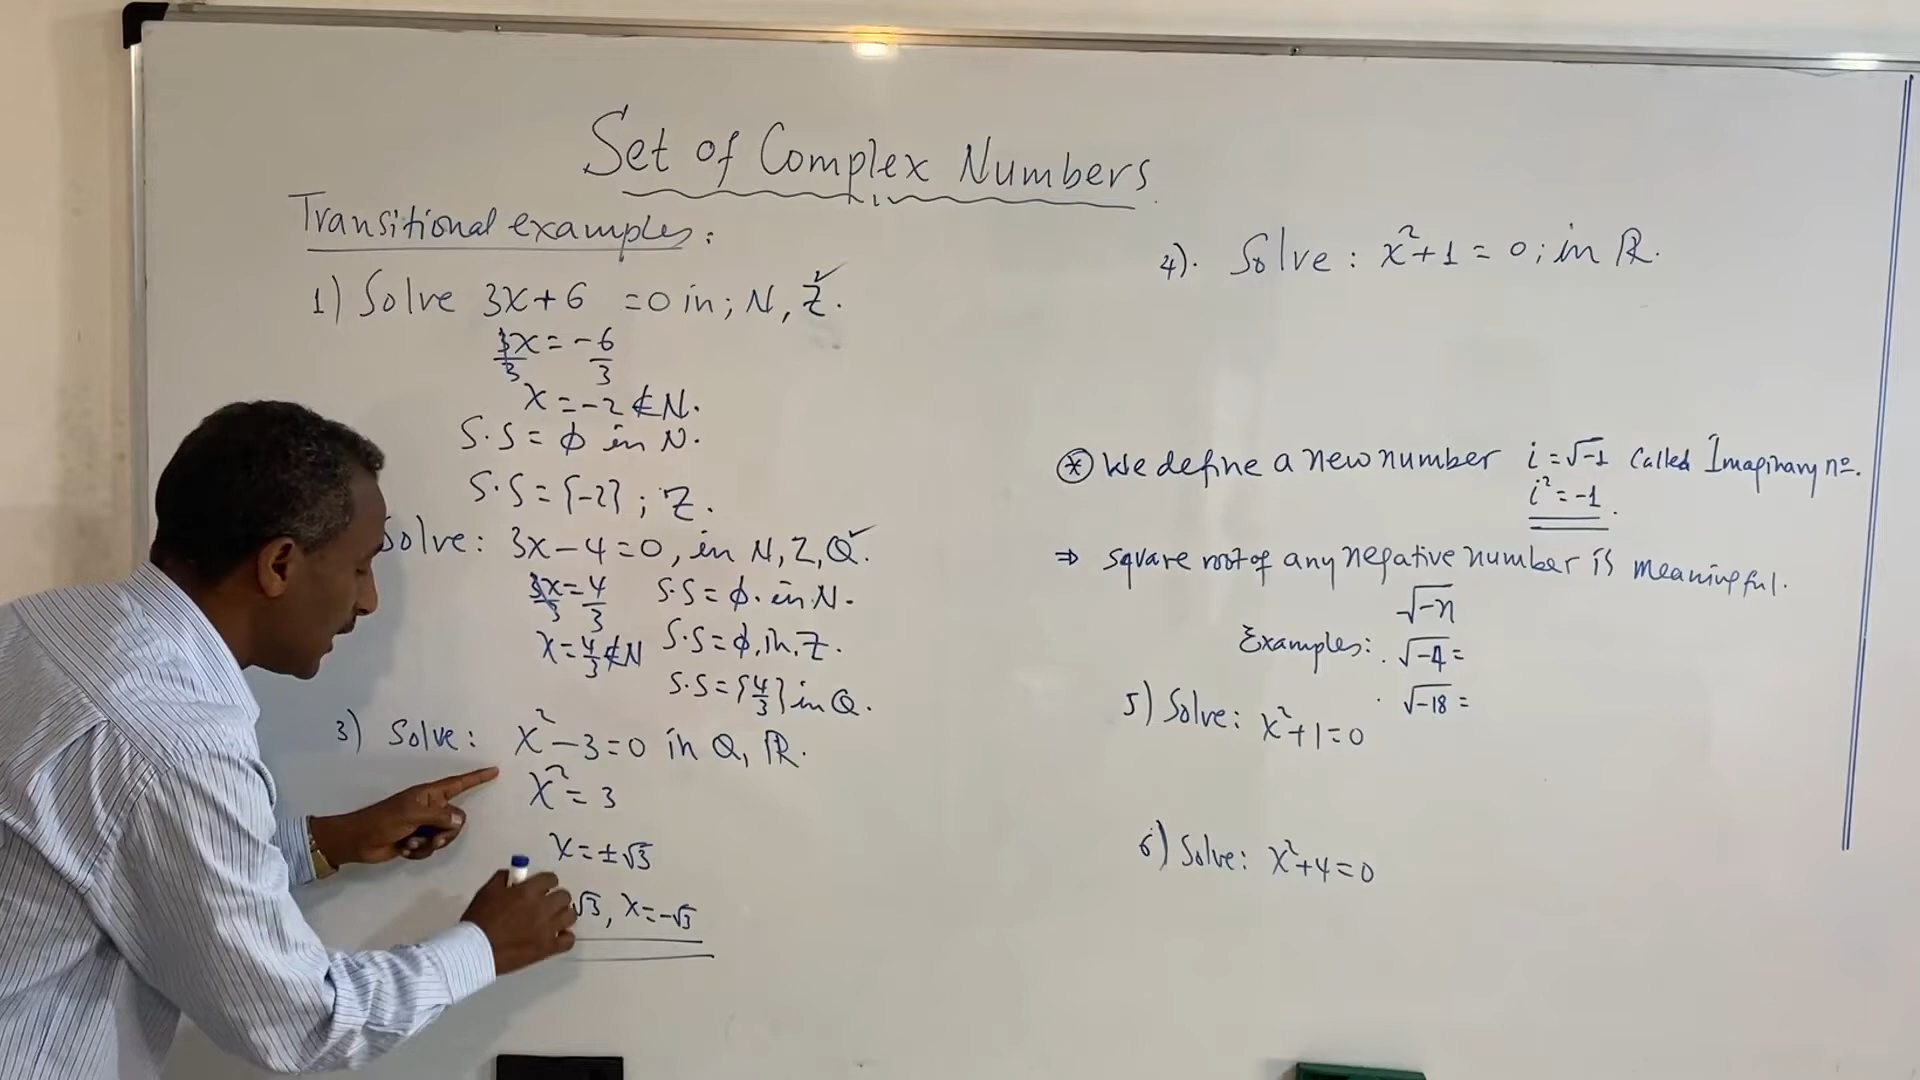 Set of Complex Numbers
Transitional examples:
1) Solve 3x+6 =0 in; N, Z. ✓
3x/3 = -6/3
x = -2 ∉ N.
S.S = ϕ in N.
S.S = {-2} ; Z.
Solve: 3x-4=0, in N, Z, Q. ✓
3x/3 = 4/3 S.S = ϕ. in N.
x = 4/3 ∉ N S.S = ϕ, in, Z.
S.S = {4/3} in Q.
3) Solve: x²-3=0 in Q, ℝ.
x² = 3
x = ±√3
√3, x = -√3
4). Solve: x²+1 = 0; in ℝ.
⊛ We define a new number i = √-1 called Imaginary nº.
i² = -1.
⇒ square root of any negative number is meaningful.
√-n
Examples: . √-4 =
. √-18 =
5) Solve: x²+1=0
6) Solve: x²+4=0